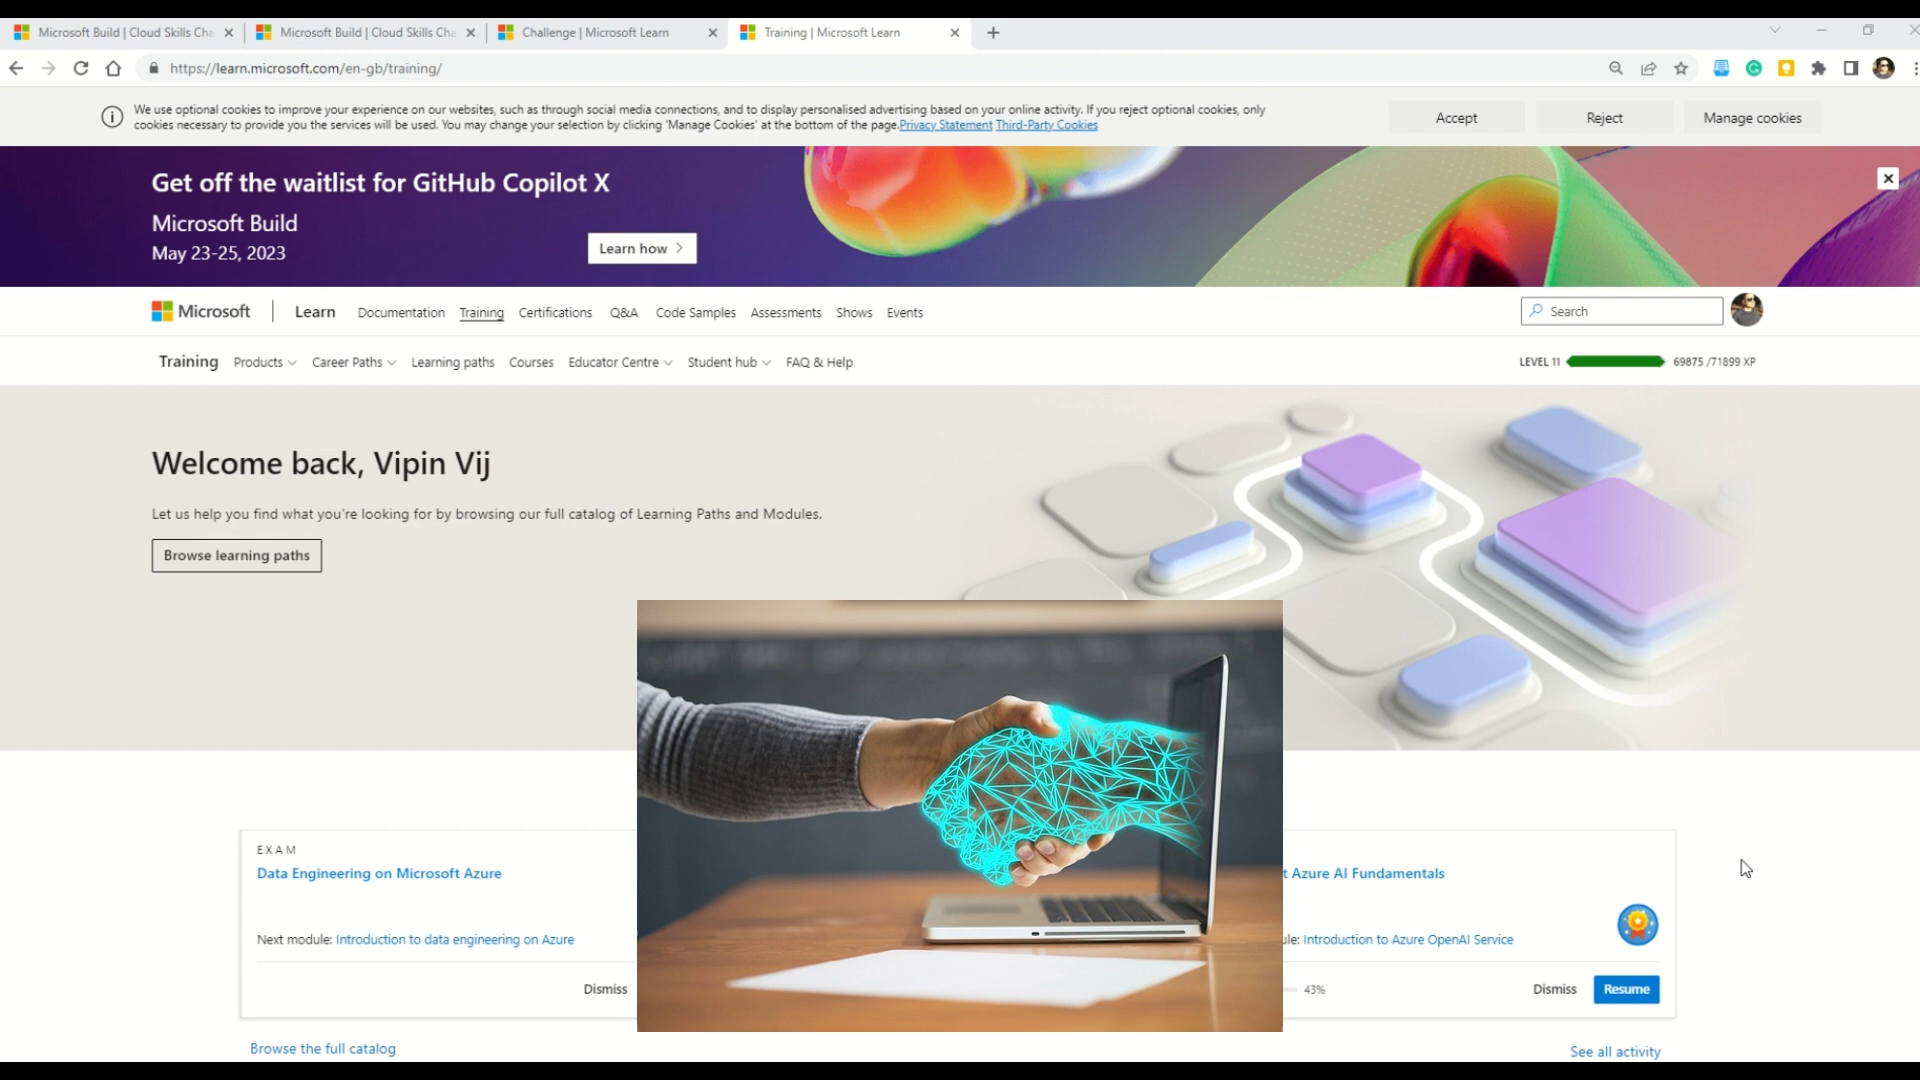 Microsoft Build | Cloud Skills Cha
Microsoft Build | Cloud Skills Cha
Challenge | Microsoft Learn
Training | Microsoft Learn
https://learn.microsoft.com/en-gb/training/
We use optional cookies to improve your experience on our websites, such as through social media connections, and to display personalised advertising based on your online activity. If you reject optional cookies, only
cookies necessary to provide you the services will be used. You may change your selection by clicking 'Manage Cookies' at the bottom of the page.Privacy Statement Third-Party Cookies
Accept
Reject
Manage cookies
Get off the waitlist for GitHub Copilot X
Microsoft Build
May 23-25, 2023
Learn how
Microsoft
Learn
Documentation
Training
Certifications
Q&A
Code Samples
Assessments
Shows
Events
Search
Training
Products
Career Paths
Learning paths
Courses
Educator Centre
Student hub
FAQ & Help
LEVEL 11
69875 /71899 XP
Welcome back, Vipin Vij
Let us help you find what you're looking for by browsing our full catalog of Learning Paths and Modules.
Browse learning paths
EXAM
Data Engineering on Microsoft Azure
Next module: Introduction to data engineering on Azure
Dismiss
t Azure AI Fundamentals
ule: Introduction to Azure OpenAI Service
43%
Dismiss
Resume
Browse the full catalog
See all activity